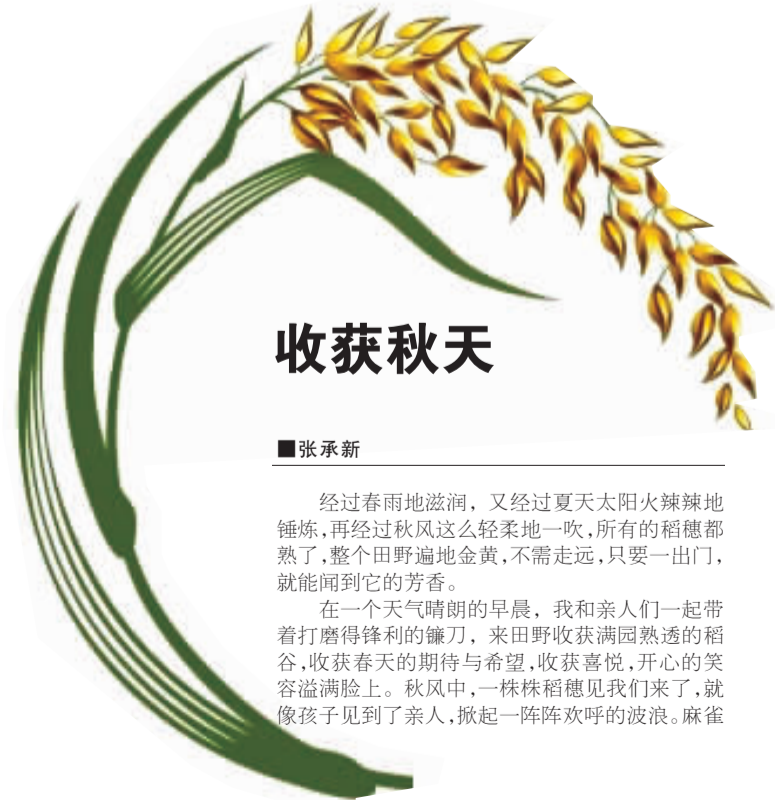 收获秋天
■张承新
经过春雨地滋润，又经过夏天太阳火辣辣地
锤炼，再经过秋风这么轻柔地一吹，所有的稻穗都
熟了，整个田野遍地金黄，不需走远，只要一出门，
就能闻到它的芳香。
在一个天气晴朗的早晨，我和亲人们一起带
着打磨得锋利的镰刀，来田野收获满园熟透的稻
谷，收获春天的期待与希望，收获喜悦，开心的笑
容溢满脸上。秋风中，一株株稻穗见我们来了，就
像孩子见到了亲人，掀起一阵阵欢呼的波浪。麻雀